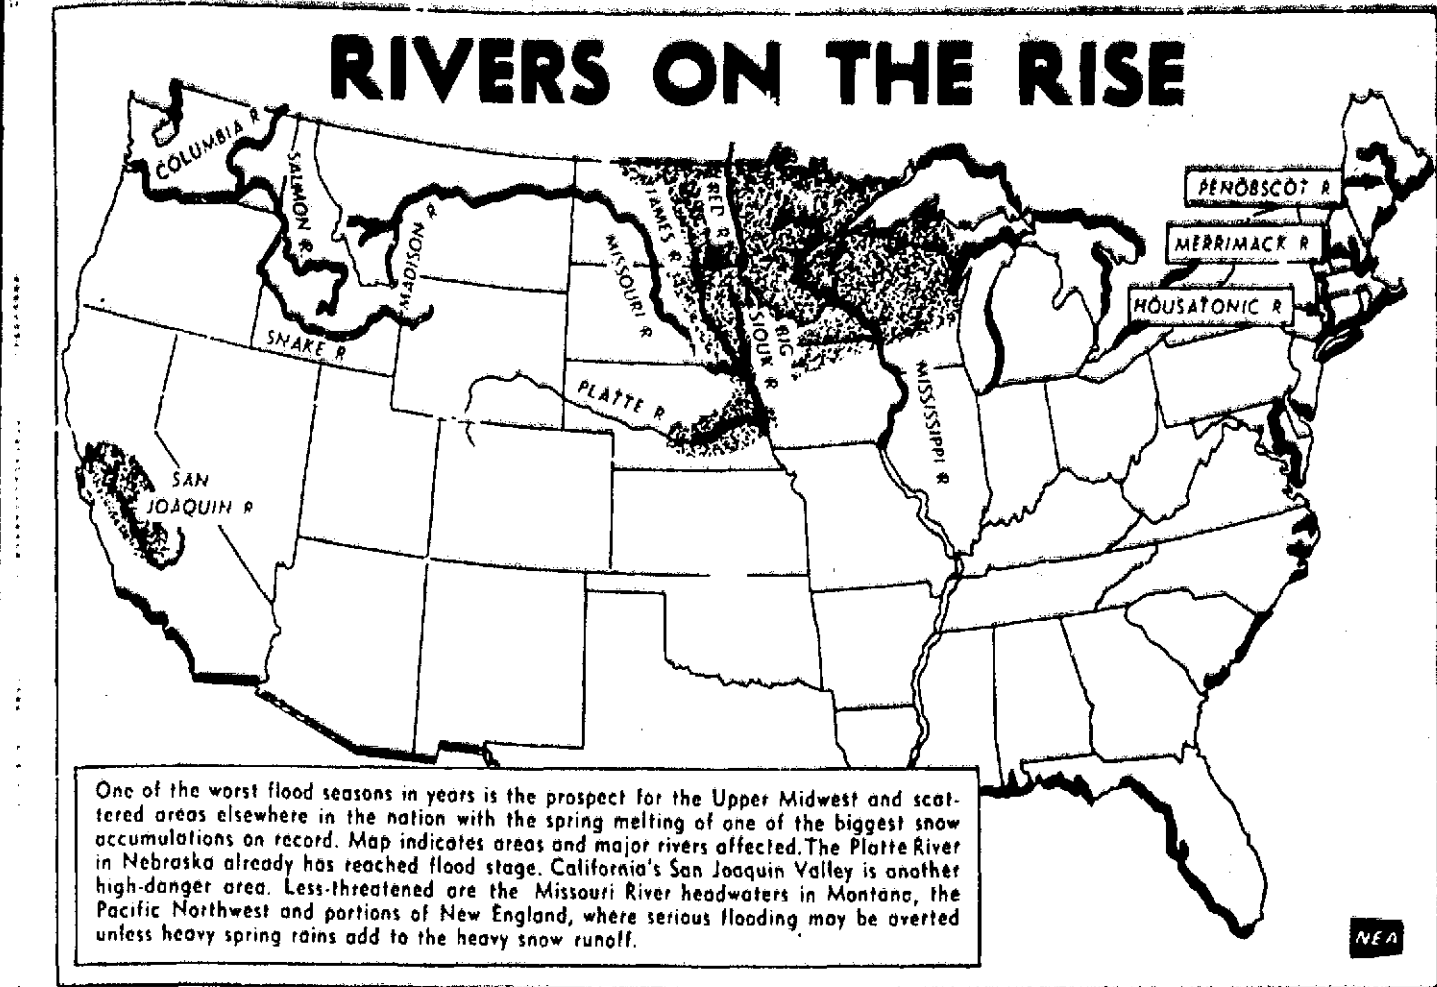 RIVERS ON THE RISE
COLUMBIA R
SALMON R
MADISON R
SNAKE R
MISSOURI R
JAMES R
RED R
BIG
SIOUX R
PLATTE R
MISSISSIPPI R
SAN
JOAQUIN R
PENOBSCOT R
MERRIMACK R
HOUSATONIC R
One of the worst flood seasons in years is the prospect for the Upper Midwest and scat-
tered areas elsewhere in the nation with the spring melting of one of the biggest snow
accumulations on record. Map indicates areas and major rivers affected. The Platte River
in Nebraska already has reached flood stage. California's San Joaquin Valley is another
high-danger area. Less-threatened are the Missouri River headwaters in Montana, the
Pacific Northwest and portions of New England, where serious flooding may be averted
unless heavy spring rains add to the heavy snow runoff.
NEA